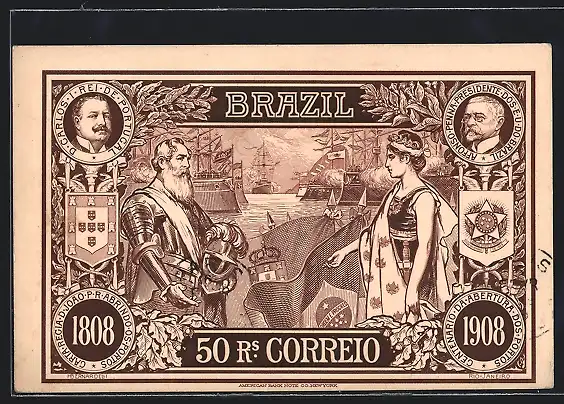 BRAZIL
D·CARLOS·I·REI·DE·PORTUGAL
AFFONSO·PENNA·PRESIDENTE·DOS·E·U·DO·BRAZIL
CARTA·REGIA·D·JOÃO·P·R·ABRINDO·OS·PORTOS
1808
CENTENARIO·DA·ABERTURA·DOS·PORTOS
1908
50 RS. CORREIO
RIO-JANEIRO
AMERICAN BANK NOTE CO. NEW YORK